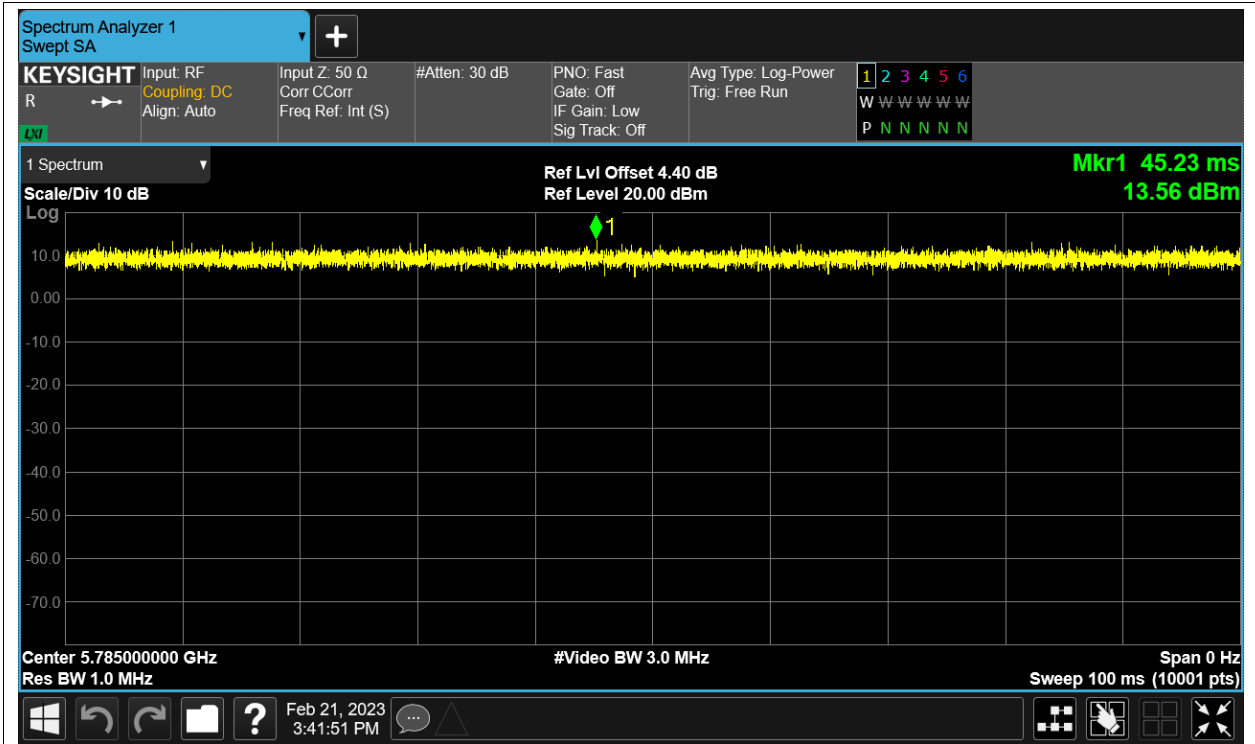 Spectrum Analyzer 1
Swept SA
KEYSIGHT
R
LXI
Input: RF
Coupling: DC
Align: Auto
Input Z: 50 Ω
Corr CCorr
Freq Ref: Int (S)
#Atten: 30 dB
PNO: Fast
Gate: Off
IF Gain: Low
Sig Track: Off
Avg Type: Log-Power
Trig: Free Run
1 2 3 4 5 6
W W W W W W
P N N N N N
1 Spectrum
Scale/Div 10 dB
Ref Lvl Offset 4.40 dB
Ref Level 20.00 dBm
Mkr1 45.23 ms
13.56 dBm
Log
1
10.0
0.00
-10.0
-20.0
-30.0
-40.0
-50.0
-60.0
-70.0
Center 5.785000000 GHz
#Video BW 3.0 MHz
Span 0 Hz
Res BW 1.0 MHz
Sweep 100 ms (10001 pts)
?
Feb 21, 2023
3:41:51 PM